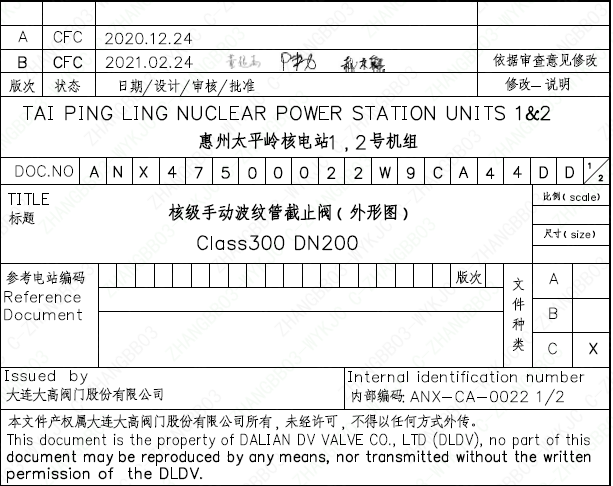 A CFC 2020.12.24
B CFC 2021.02.24 依据审查意见修改
版次 状态 日期/设计/审核/批准 修改—说明
TAI PING LING NUCLEAR POWER STATION UNITS 1&2
惠州太平岭核电站1,2号机组
DOC.NO A N X 4 7 5 0 0 0 2 2 W 9 C A 4 4 D D 1/2
TITLE
标题
核级手动波纹管截止阀(外形图)
Class300 DN200
比例(scale)
尺寸(size)
参考电站编码
Reference
Document
版次
文件种类
A
B
C X
Issued by
大连大高阀门股份有限公司
Internal identification number
内部编码: ANX-CA-0022 1/2
本文件产权属大连大高阀门股份有限公司所有,未经许可,不得以任何方式外传。
This document is the property of DALIAN DV VALVE CO., LTD (DLDV), no part of this
document may be reproduced by any means, nor transmitted without the written
permission of the DLDV.